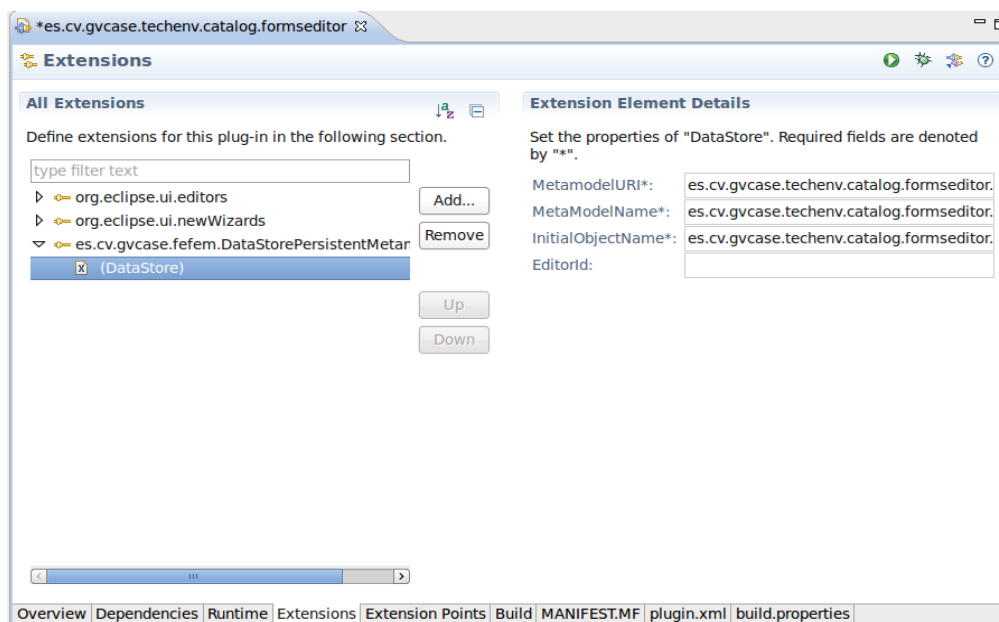 *es.cv.gvcase.techenv.catalog.formseditor
Extensions
All Extensions
Define extensions for this plug-in in the following section.
type filter text
org.eclipse.ui.editors
org.eclipse.ui.newWizards
es.cv.gvcase.fefem.DataStorePersistentMetar
(DataStore)
Add...
Remove
Up
Down
Extension Element Details
Set the properties of "DataStore". Required fields are denoted
by "*".
MetamodelURI*: es.cv.gvcase.techenv.catalog.formseditor.
MetaModelName*: es.cv.gvcase.techenv.catalog.formseditor.
InitialObjectName*: es.cv.gvcase.techenv.catalog.formseditor.
EditorId:
Overview Dependencies Runtime Extensions Extension Points Build MANIFEST.MF plugin.xml build.properties